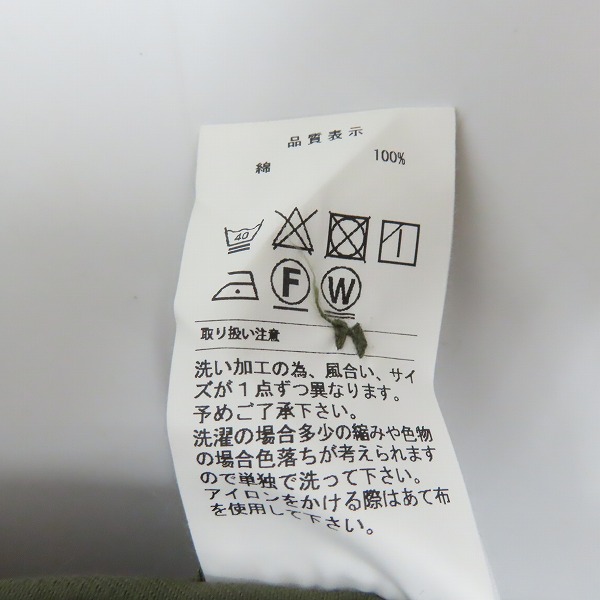 品質表示
綿 100%
40
F W
取り扱い注意
洗い加工の為、風合い、サイ
ズが1点ずつ異なります。
予めご了承下さい。
洗濯の場合多少の縮みや色物
の場合色落ちが考えられます
ので単独で洗って下さい。
アイロンをかける際はあて布
を使用して下さい。